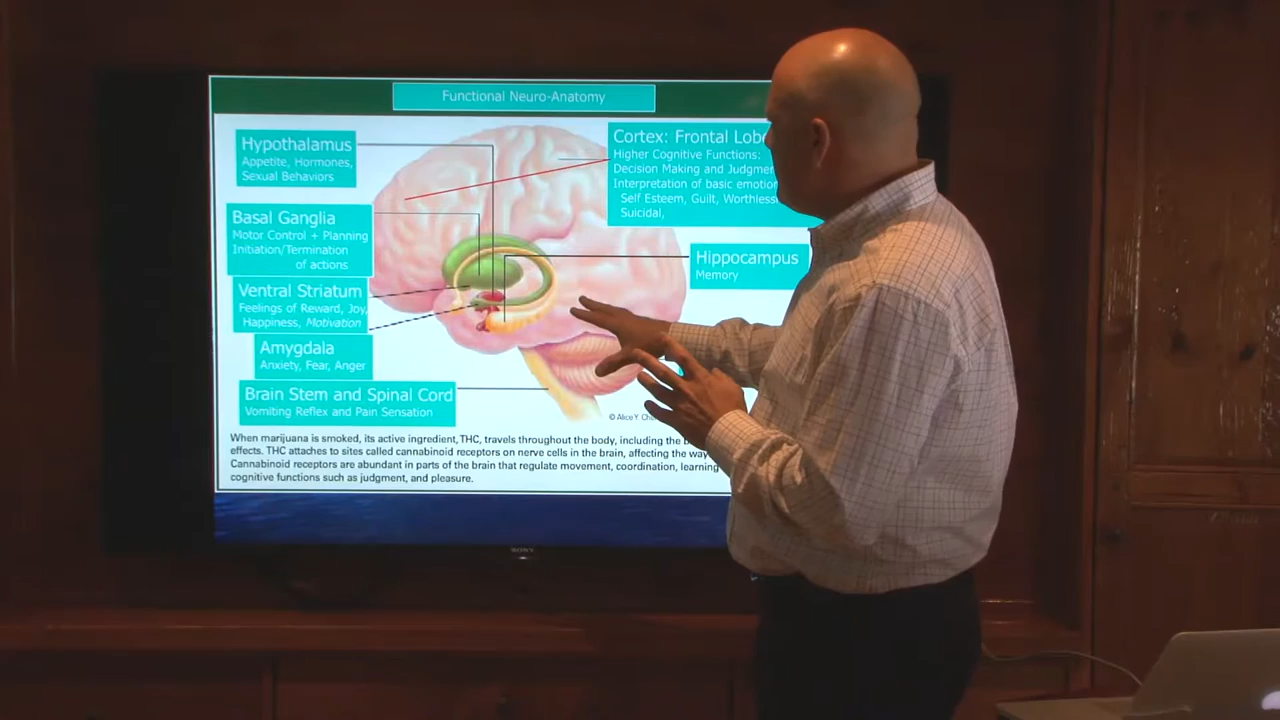 Functional Neuro-Anatomy
Hypothalamus
Appetite, Hormones,
Sexual Behaviors
Basal Ganglia
Motor Control + Planning
Initiation/Termination
of actions
Ventral Striatum
Feelings of Reward, Joy,
Happiness, Motivation
Amygdala
Anxiety, Fear, Anger
Brain Stem and Spinal Cord
Vomiting Reflex and Pain Sensation
Cortex: Frontal Lobe
Higher Cognitive Functions:
Decision Making and
Interpretation of basic
Self Esteem, Guilt,
Suicidal,
Hippocampus
Memory
© Alice Y.
When marijuana is smoked, its active ingredient, THC, travels throughout the body, including the
effects. THC attaches to sites called cannabinoid receptors on nerve cells in the brain, affecting the way
Cannabinoid receptors are abundant in parts of the brain that regulate movement, coordination, learning
cognitive functions such as judgment, and pleasure.
SONY